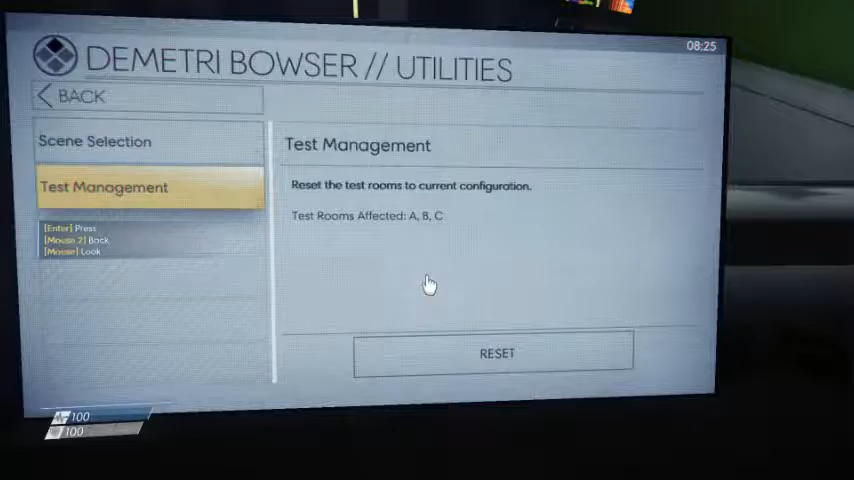 08:25
DEMETRI BOWSER // UTILITIES
BACK
Scene Selection
Test Management
[Enter] Press
[Mouse 2] Back
[Mouse] Look
Test Management
Reset the test rooms to current configuration.
Test Rooms Affected: A, B, C
RESET
100
100